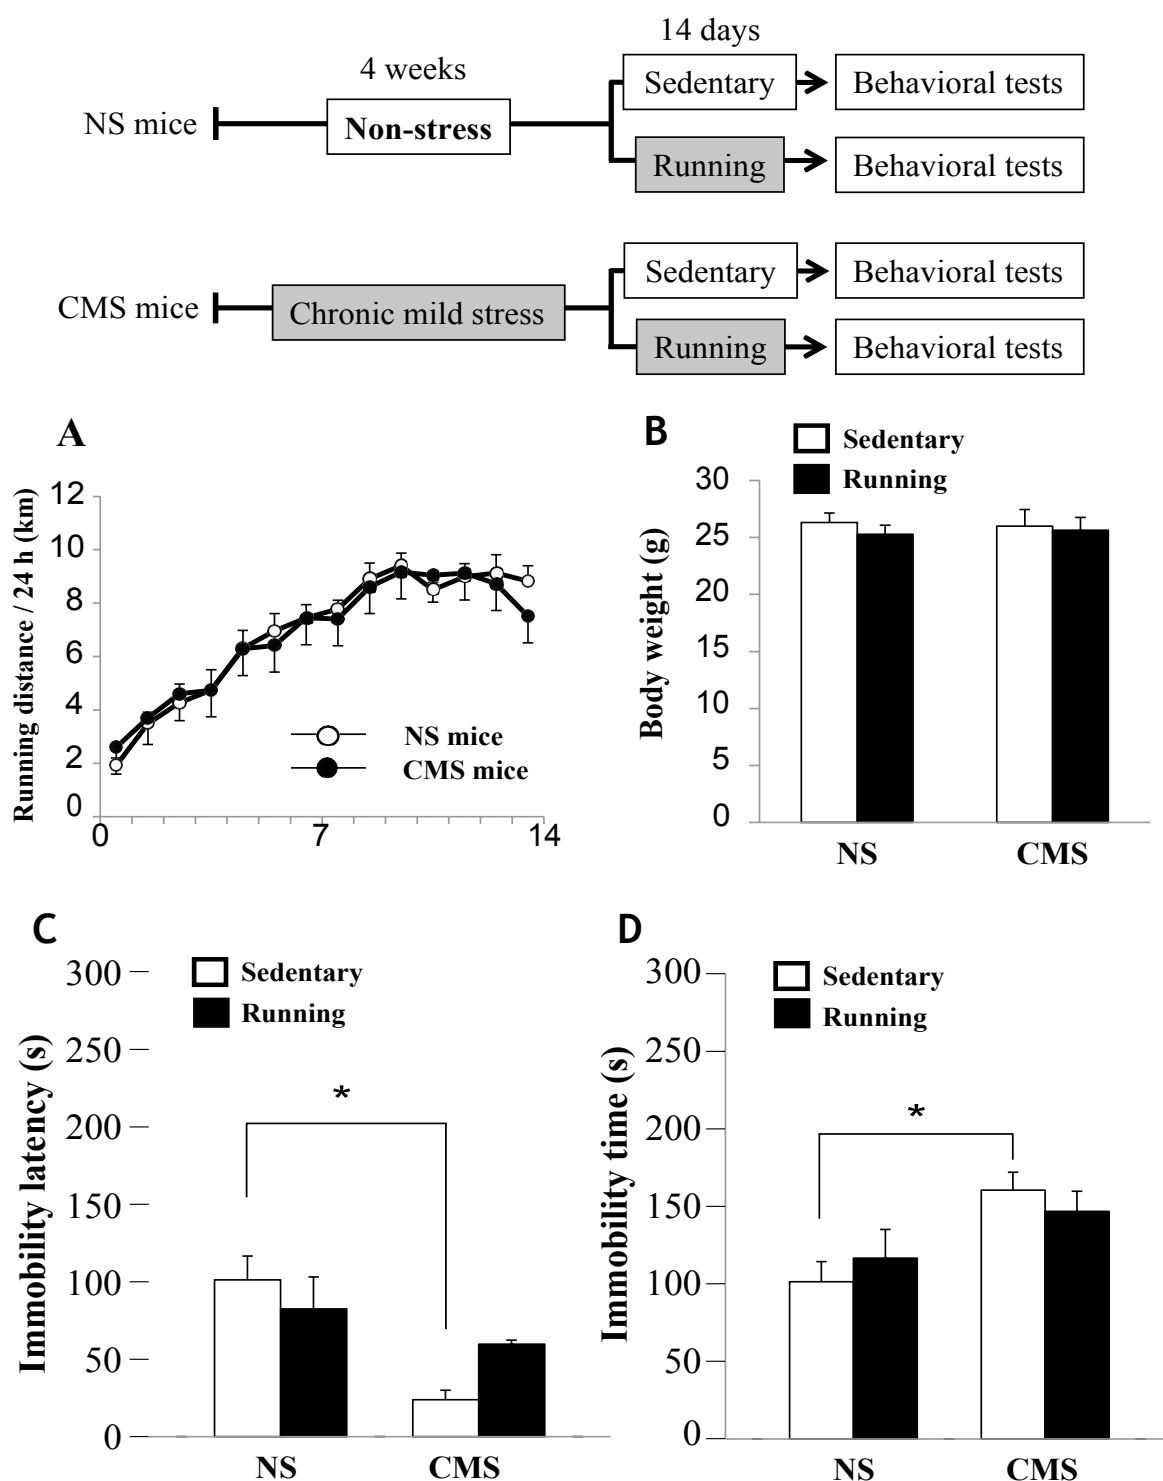 14 days
4 weeks
Sedentary
Behavioral tests
NS mice
Non-stress
Running
Behavioral tests
Sedentary
Behavioral tests
CMS mice
Chronic mild stress
Running
Behavioral tests
A
Running distance / 24 h (km)
12
10
8
6
4
2
0
0
7
14
NS mice
CMS mice
B
Sedentary
Running
Body weight (g)
30
25
20
15
10
5
0
NS
CMS
C
Sedentary
Running
Immobility latency (s)
300
250
200
150
100
50
0
*
NS
CMS
D
Sedentary
Running
Immobility time (s)
300
250
200
150
100
50
0
*
NS
CMS